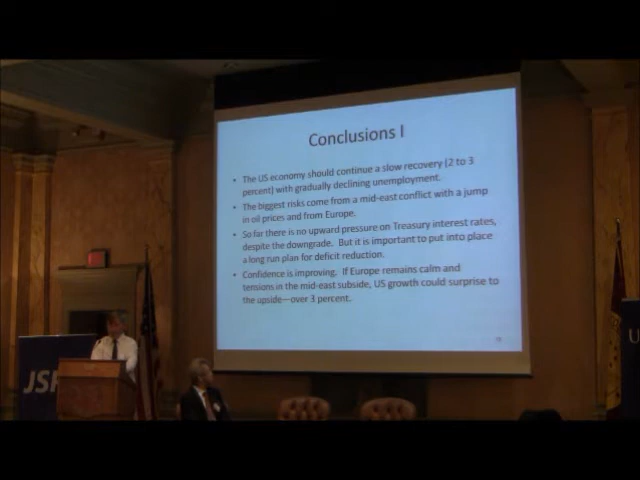 Conclusions I
• The US economy should continue a slow recovery (2 to 3
percent) with gradually declining unemployment.
• The biggest risks come from a mid-east conflict with a jump
in oil prices and from Europe.
• So far there is no upward pressure on Treasury interest rates,
despite the downgrade. But it is important to put into place
a long run plan for deficit reduction.
• Confidence is improving. If Europe remains calm and
tensions in the mid-east subside, US growth could surprise to
the upside—over 3 percent.
JS
U